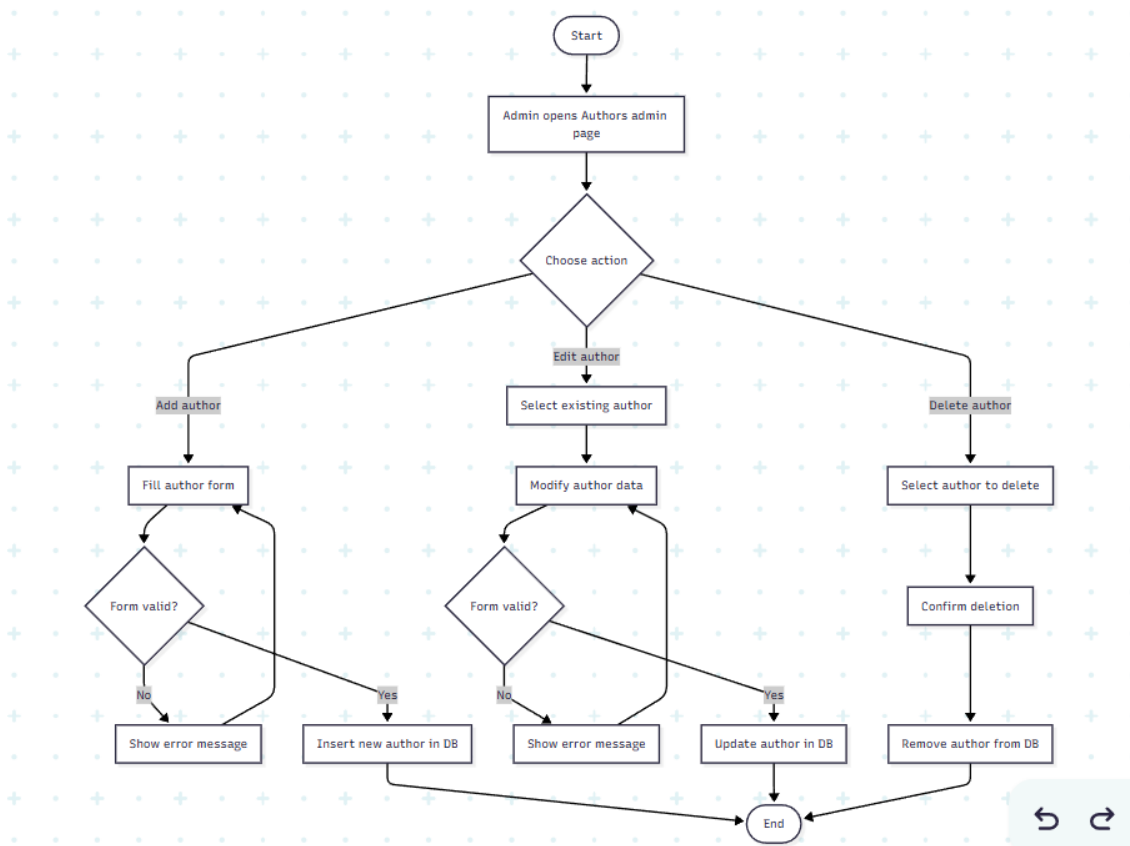 Start
Admin opens Authors admin
page
Choose action
Edit author
Add author
Select existing author
Delete author
Fill author form
Modify author data
Select author to delete
Form valid?
Form valid?
Confirm deletion
No
Yes
No
Yes
Show error message
Insert new author in DB
Show error message
Update author in DB
Remove author from DB
End